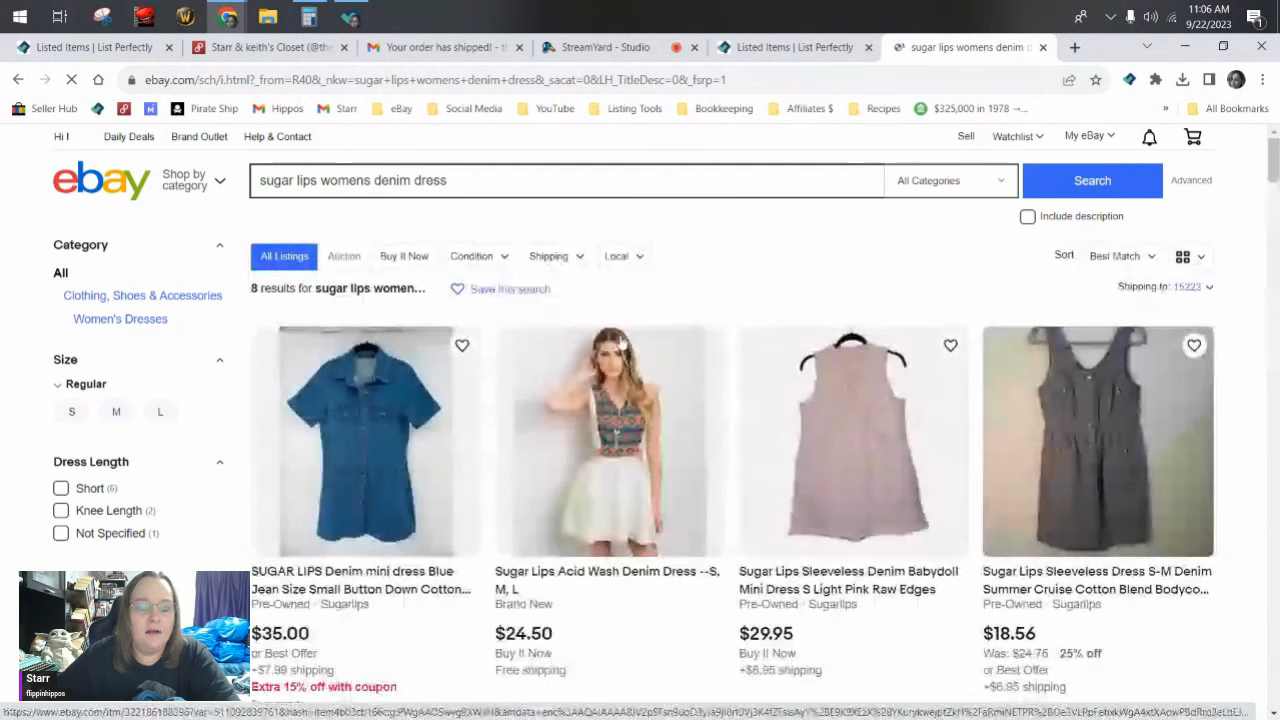 11:06 AM
9/22/2023
Listed Items | List Perfectly
Starr & keith's Closet (@the
Your order has shipped! -
StreamYard - Studio
Listed Items | List Perfectly
sugar lips womens denim d
ebay.com/sch/i.html?_from=R40&_nkw=sugar+lips+womens+denim+dress&_sacat=0&LH_TitleDesc=0&_fsrp=1
Seller Hub
Pirate Ship
Hippos
Starr
eBay
Social Media
YouTube
Listing Tools
Bookkeeping
Affiliates $
Recipes
$325,000 in 1978 →...
»
All Bookmarks
Hi !
Daily Deals
Brand Outlet
Help & Contact
Sell
Watchlist
My eBay
ebay
Shop by
category
sugar lips womens denim dress
All Categories
Search
Advanced
Include description
Category
All
Clothing, Shoes & Accessories
Women's Dresses
Size
Regular
S M L
Dress Length
Short (6)
Knee Length (2)
Not Specified (1)
All Listings
Auction
Buy It Now
Condition
Shipping
Local
Sort
Best Match
8 results for sugar lips women...
Save this search
Shipping to: 15223
SUGAR LIPS Denim mini dress Blue
Jean Size Small Button Down Cotton...
Pre-Owned · Sugarlips
$35.00
or Best Offer
+$7.99 shipping
Extra 15% off with coupon
Sugar Lips Acid Wash Denim Dress --S,
M, L
Brand New
$24.50
Buy It Now
Free shipping
Sugar Lips Sleeveless Denim Babydoll
Mini Dress S Light Pink Raw Edges
Pre-Owned · Sugarlips
$29.95
Buy It Now
+$8.95 shipping
Sugar Lips Sleeveless Dress S-M Denim
Summer Cruise Cotton Blend Bodyco...
Pre-Owned · Sugarlips
$18.56
Was: $24.75 25% off
or Best Offer
+$6.95 shipping
Starr
flippinhippos